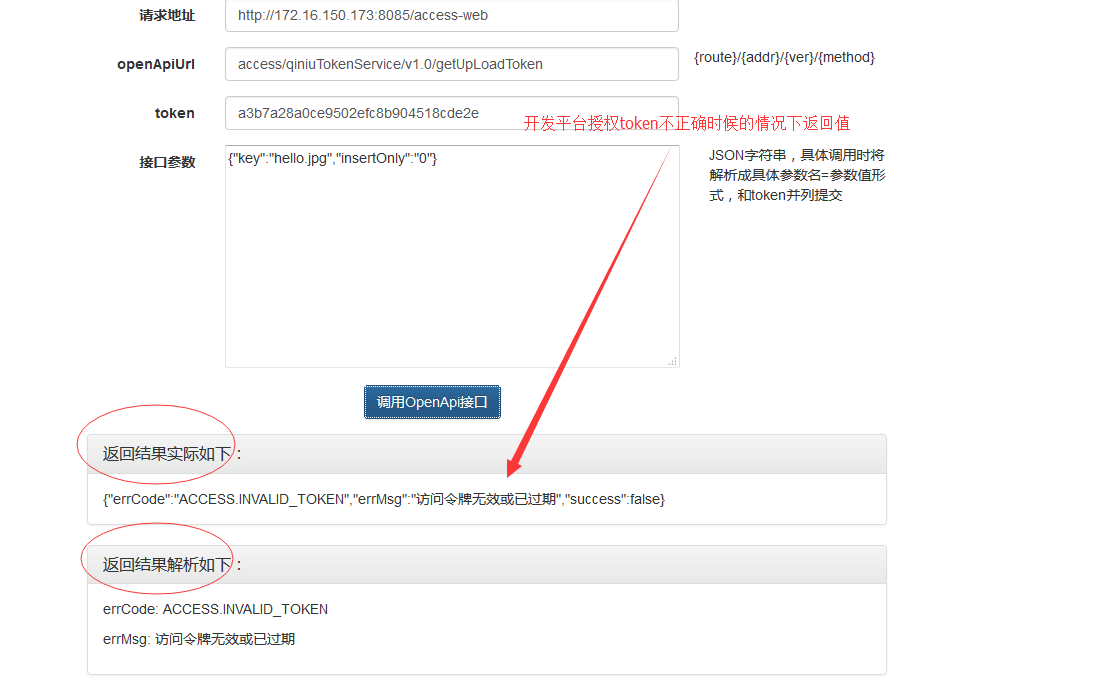 请求地址
http://172.16.150.173:8085/access-web
openApiUrl
access/qiniuTokenService/v1.0/getUpLoadToken
{route}/{addr}/{ver}/{method}
token
a3b7a28a0ce9502efc8b904518cde2e
开发平台授权token不正确时候的情况下返回值
接口参数
{"key":"hello.jpg","insertOnly":"0"}
JSON字符串，具体调用时将
解析成具体参数名=参数值形
式，和token并列提交
调用OpenApi接口
返回结果实际如下：
{"errCode":"ACCESS.INVALID_TOKEN","errMsg":"访问令牌无效或已过期","success":false}
返回结果解析如下：
errCode: ACCESS.INVALID_TOKEN
errMsg: 访问令牌无效或已过期